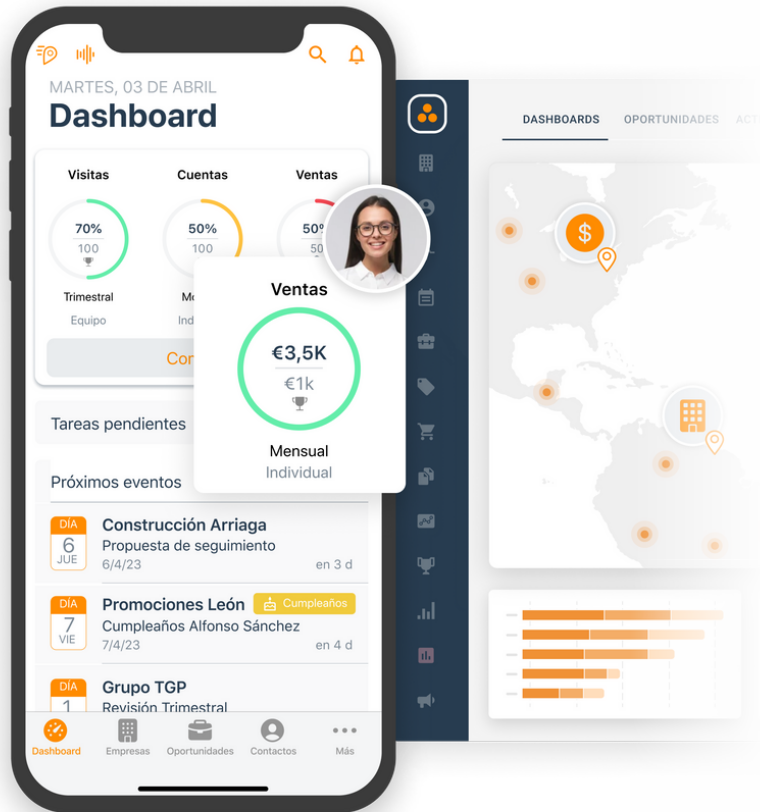 MARTES, 03 DE ABRIL
Dashboard
Visitas
Cuentas
Ventas
70%
100
50%
100
50
Trimestral
Equipo
Ventas
€3,5K
€1k
Mensual
Individual
Tareas pendientes
Próximos eventos
DÍA
6
JUE
Construcción Arriaga
Propuesta de seguimiento
6/4/23
en 3 d
DÍA
7
VIE
Promociones León
Cumpleaños
Cumpleaños Alfonso Sánchez
7/4/23
en 4 d
DÍA
1
Grupo TGP
Revisión Trimestral
Dashboard
Empresas
Oportunidades
Contactos
Más
DASHBOARDS
OPORTUNIDADES